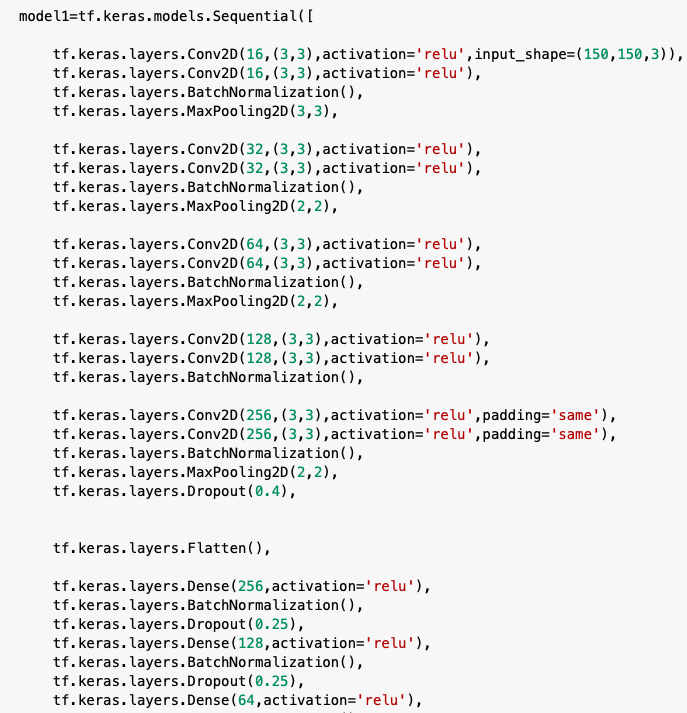 model1=tf.keras.models.Sequential([
tf.keras.layers.Conv2D(16,(3,3),activation='relu',input_shape=(150,150,3)),
tf.keras.layers.Conv2D(16,(3,3),activation='relu'),
tf.keras.layers.BatchNormalization(),
tf.keras.layers.MaxPooling2D(3,3),
tf.keras.layers.Conv2D(32,(3,3),activation='relu'),
tf.keras.layers.Conv2D(32,(3,3),activation='relu'),
tf.keras.layers.BatchNormalization(),
tf.keras.layers.MaxPooling2D(2,2),
tf.keras.layers.Conv2D(64,(3,3),activation='relu'),
tf.keras.layers.Conv2D(64,(3,3),activation='relu'),
tf.keras.layers.BatchNormalization(),
tf.keras.layers.MaxPooling2D(2,2),
tf.keras.layers.Conv2D(128,(3,3),activation='relu'),
tf.keras.layers.Conv2D(128,(3,3),activation='relu'),
tf.keras.layers.BatchNormalization(),
tf.keras.layers.Conv2D(256,(3,3),activation='relu',padding='same'),
tf.keras.layers.Conv2D(256,(3,3),activation='relu',padding='same'),
tf.keras.layers.BatchNormalization(),
tf.keras.layers.MaxPooling2D(2,2),
tf.keras.layers.Dropout(0.4),
tf.keras.layers.Flatten(),
tf.keras.layers.Dense(256,activation='relu'),
tf.keras.layers.BatchNormalization(),
tf.keras.layers.Dropout(0.25),
tf.keras.layers.Dense(128,activation='relu'),
tf.keras.layers.BatchNormalization(),
tf.keras.layers.Dropout(0.25),
tf.keras.layers.Dense(64,activation='relu'),